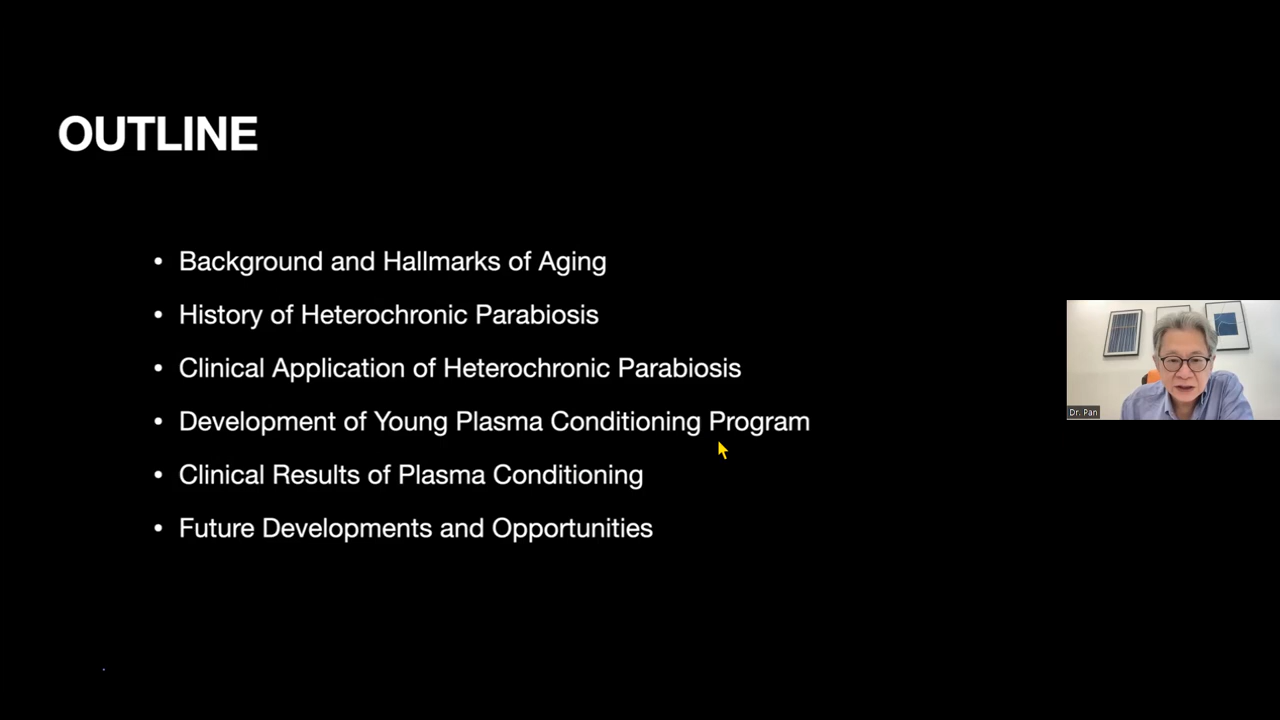 OUTLINE
• Background and Hallmarks of Aging
• History of Heterochronic Parabiosis
• Clinical Application of Heterochronic Parabiosis
• Development of Young Plasma Conditioning Program
• Clinical Results of Plasma Conditioning
• Future Developments and Opportunities
Dr. Pan